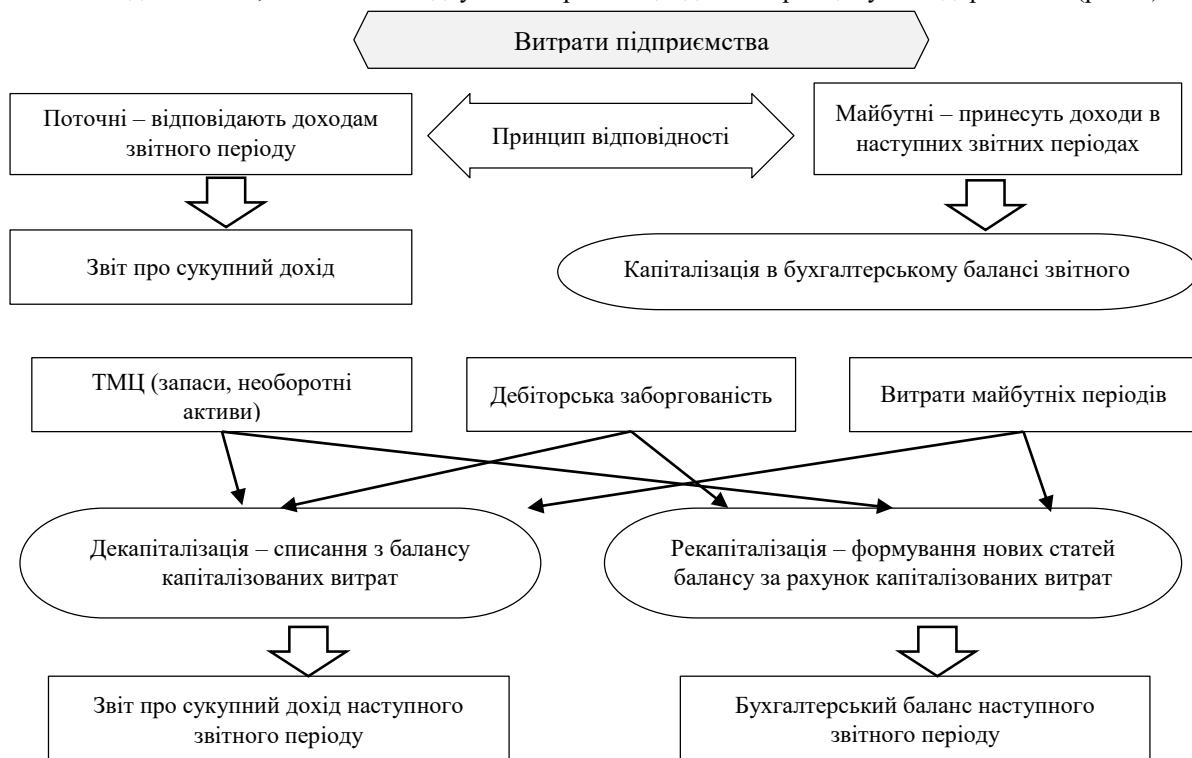 Витрати підприємства
Поточні – відповідають доходам
звітного періоду
Принцип відповідності
Майбутні – принесуть доходи в
наступних звітних періодах
Звіт про сукупний дохід
Капіталізація в бухгалтерському балансі звітного
ТМЦ (запаси, необоротні
активи)
Дебіторська заборгованість
Витрати майбутніх періодів
Декапіталізація – списання з балансу
капіталізованих витрат
Рекапіталізація – формування нових статей
балансу за рахунок капіталізованих витрат
Звіт про сукупний дохід наступного
звітного періоду
Бухгалтерський баланс наступного
звітного періоду